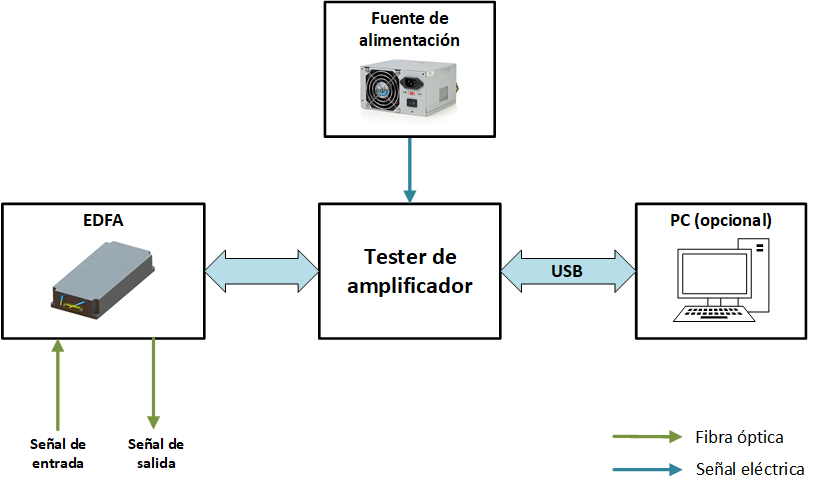 Fuente de
alimentación
EDFA
Tester de
amplificador
USB
PC (opcional)
Señal de
entrada
Señal de
salida
Fibra óptica
Señal eléctrica